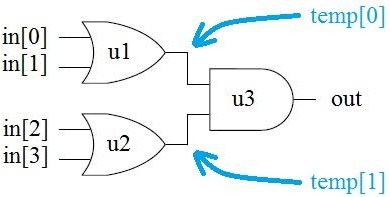 temp[0]
in[0]
in[1]
u1
u3
out
in[2]
in[3]
u2
temp[1]